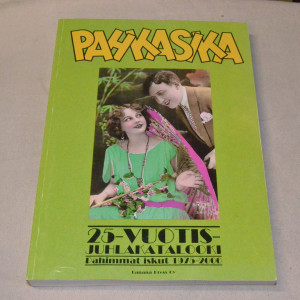 PAHKASIKA
25-VUOTIS-
JUHLAKATALOOKI
Pahimmat iskut 1975-2000